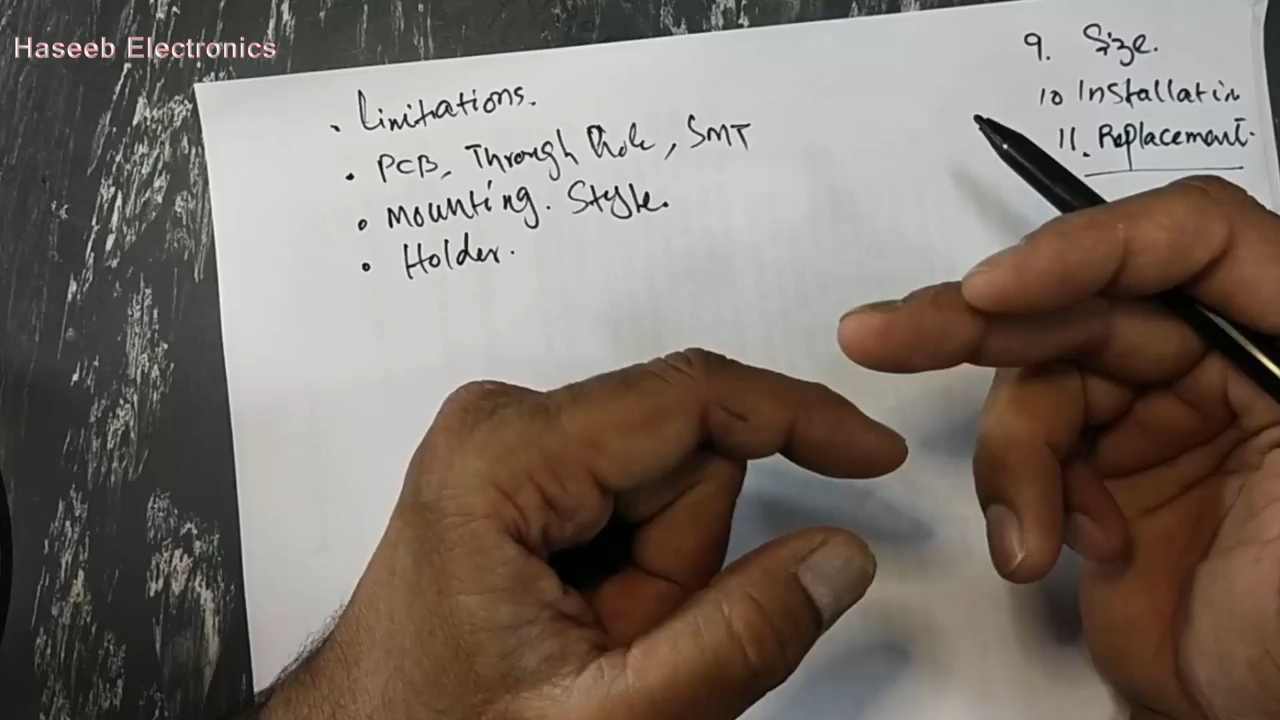 Haseeb Electronics
• Limitations.
• PCB, Through Hole, SMT
• Mounting. Style.
• Holder.
9. Size.
10 Installatin
11. Replacement.